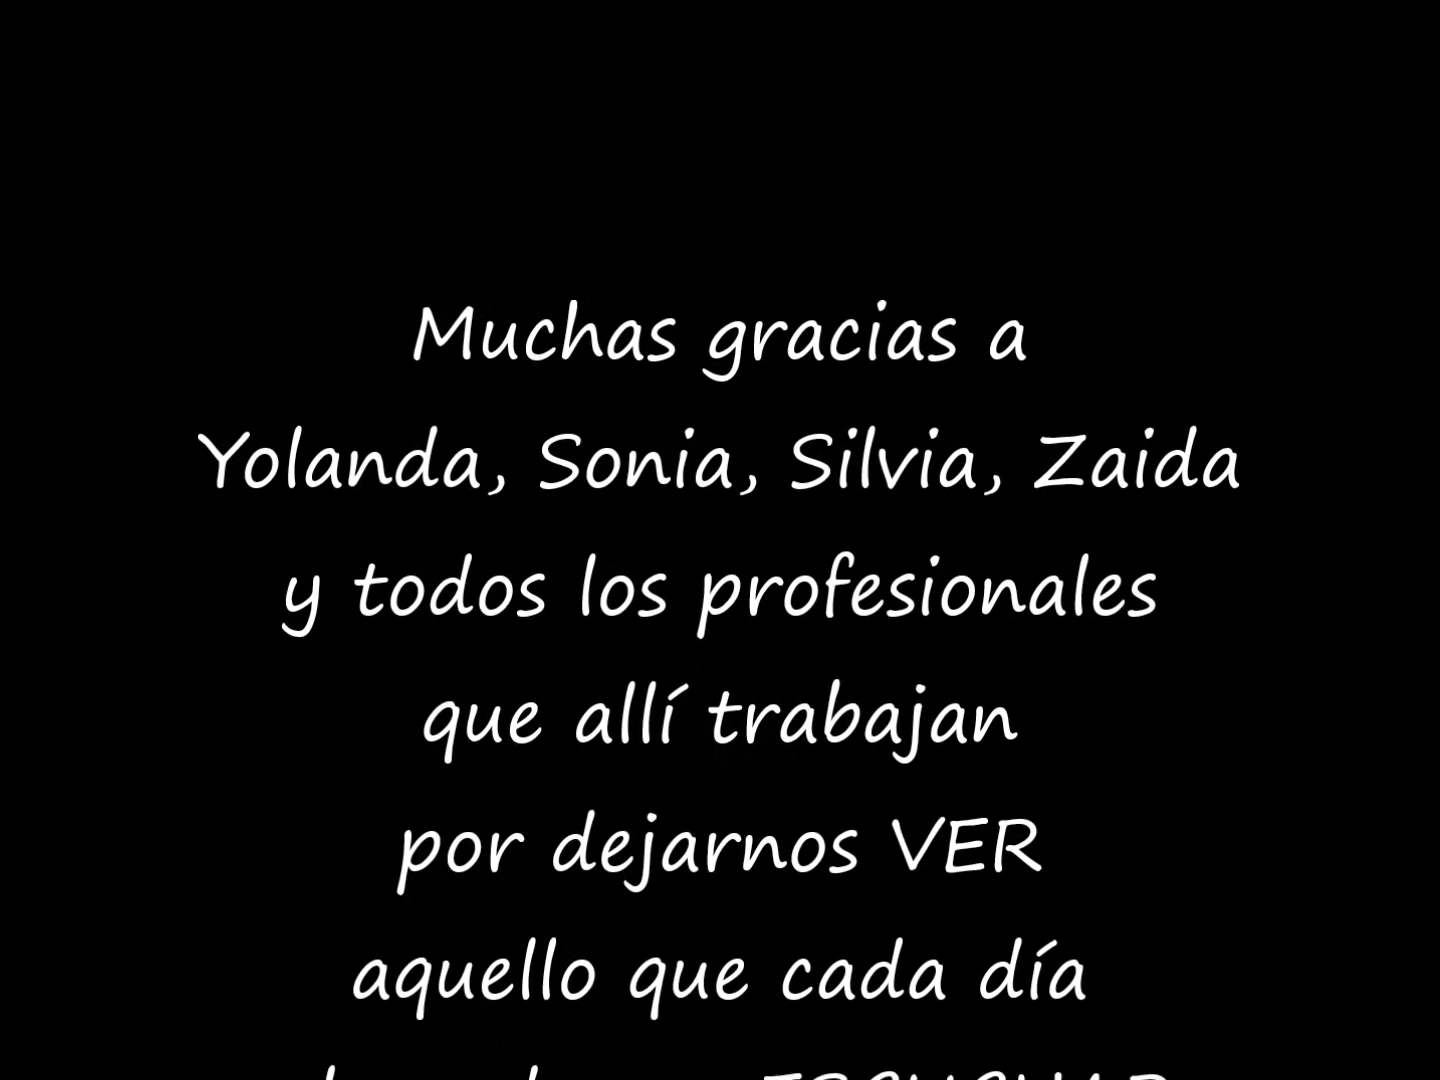 Muchas gracias a
Yolanda, Sonia, Silvia, Zaida
y todos los profesionales
que allí trabajan
por dejarnos VER
aquello que cada día